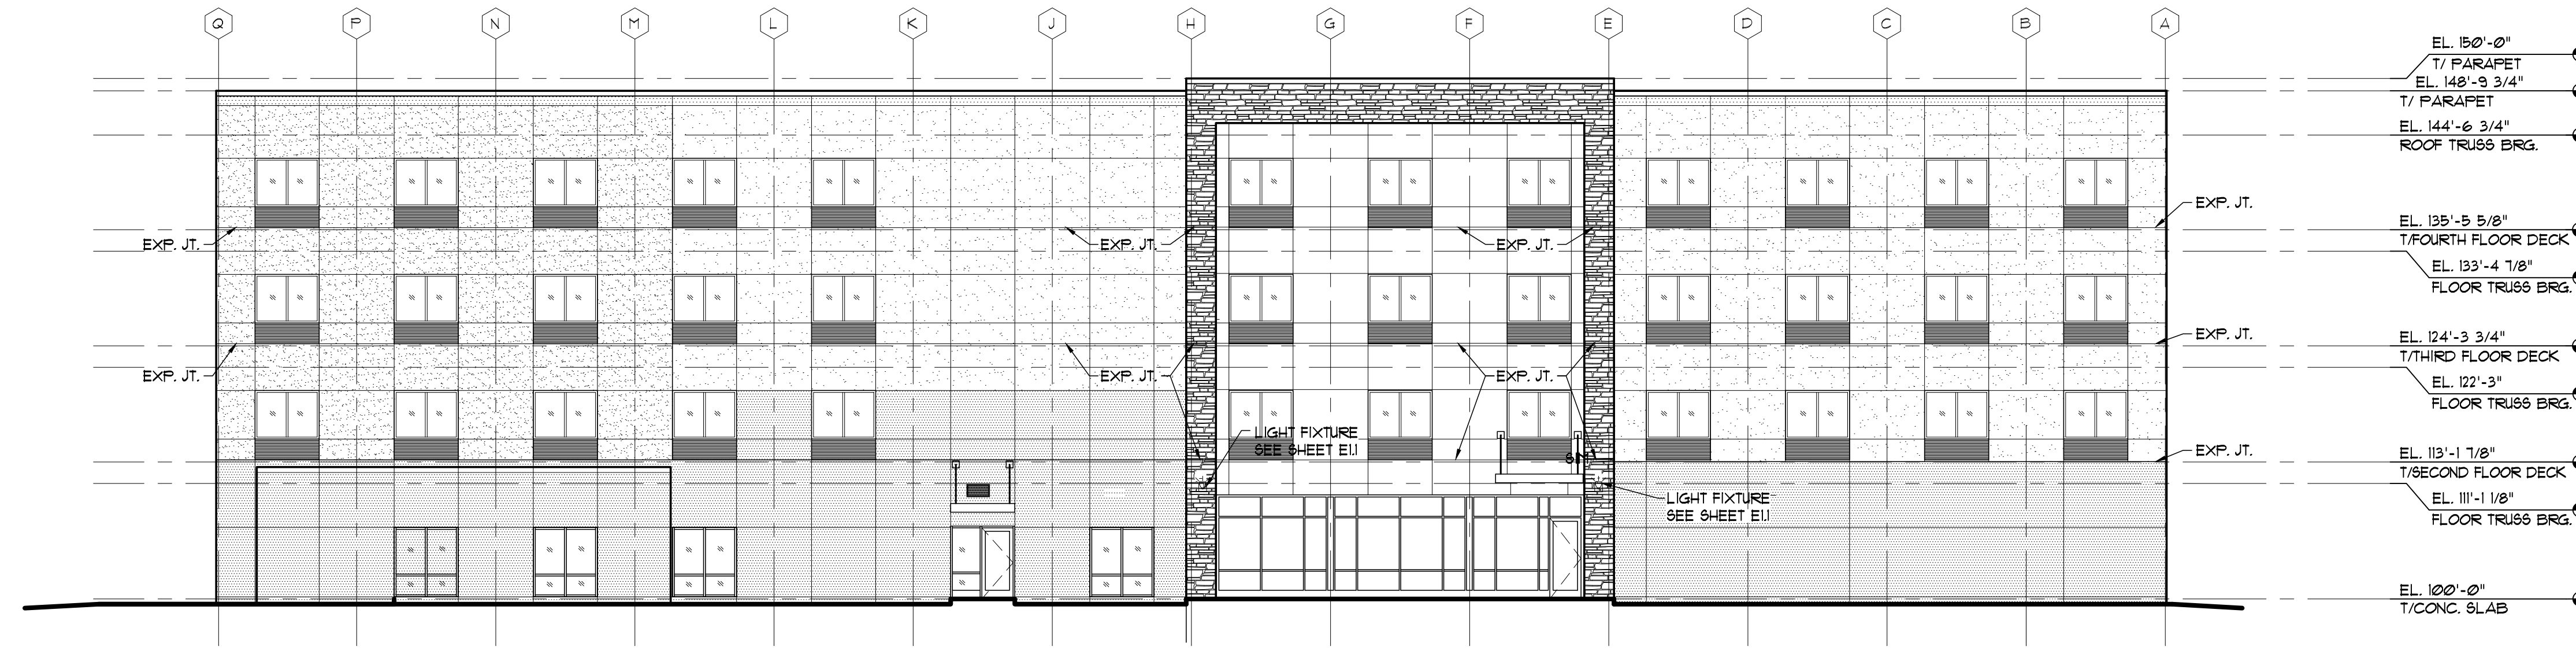 Q P N M L K J H G F E D C B A
EL. 150'-0"
T/ PARAPET
EL. 148'-9 3/4"
T/ PARAPET
EL. 144'-6 3/4"
ROOF TRUSS BRG.
EXP. JT.
EL. 135'-5 5/8"
T/FOURTH FLOOR DECK
EXP. JT.
EXP. JT.
EXP. JT.
EL. 133'-4 7/8"
FLOOR TRUSS BRG.
EXP. JT.
EL. 124'-3 3/4"
T/THIRD FLOOR DECK
EXP. JT.
EXP. JT.
EXP. JT.
EL. 122'-3"
FLOOR TRUSS BRG.
LIGHT FIXTURE
SEE SHEET E1.1
EXP. JT.
EL. 113'-1 7/8"
T/SECOND FLOOR DECK
LIGHT FIXTURE
SEE SHEET E1.1
EL. 111'-1 1/8"
FLOOR TRUSS BRG.
EL. 100'-0"
T/CONC. SLAB